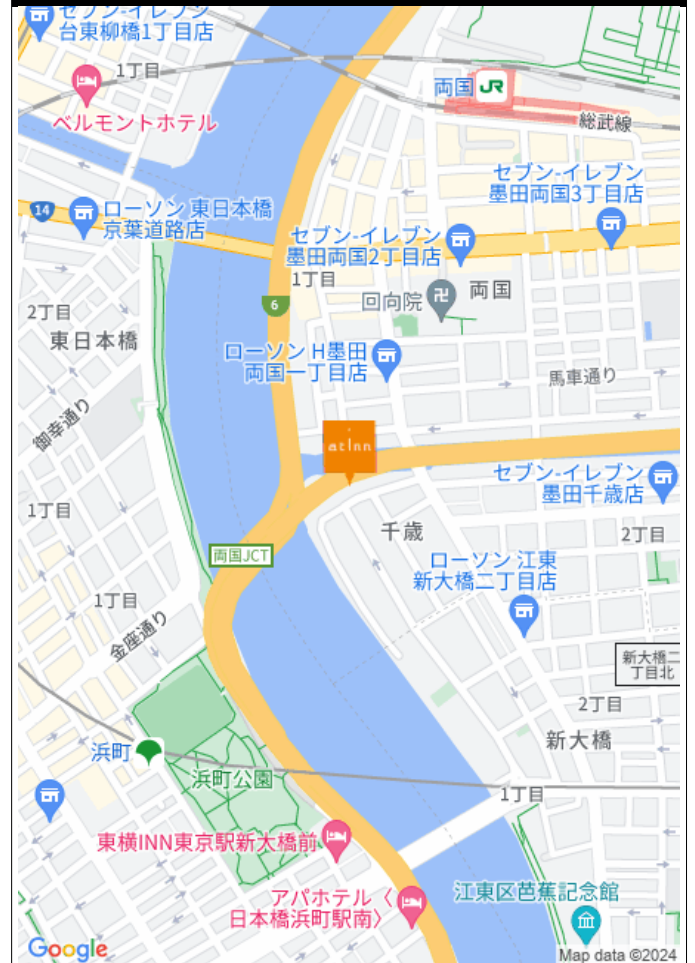 セブン-イレブン
台東柳橋1丁目店
1丁目
ベルモントホテル
両国 JR
総武線
セブン-イレブン
墨田両国3丁目店
14
ローソン 東日本橋
京葉道路店
セブン-イレブン
墨田両国2丁目店
1丁目
回向院
両国
6
2丁目
東日本橋
ローソン H墨田
両国一丁目店
馬車通り
御幸通り
at inn
セブン-イレブン
墨田千歳店
1丁目
千歳
2丁目
両国JCT
ローソン 江東
新大橋二丁目店
1丁目
金座通り
新大橋二
丁目北
2丁目
浜町
新大橋
浜町公園
1丁目
東横INN東京駅新大橋前
アパホテル〈
日本橋浜町駅南〉
江東区芭蕉記念館
Google
Map data ©2024